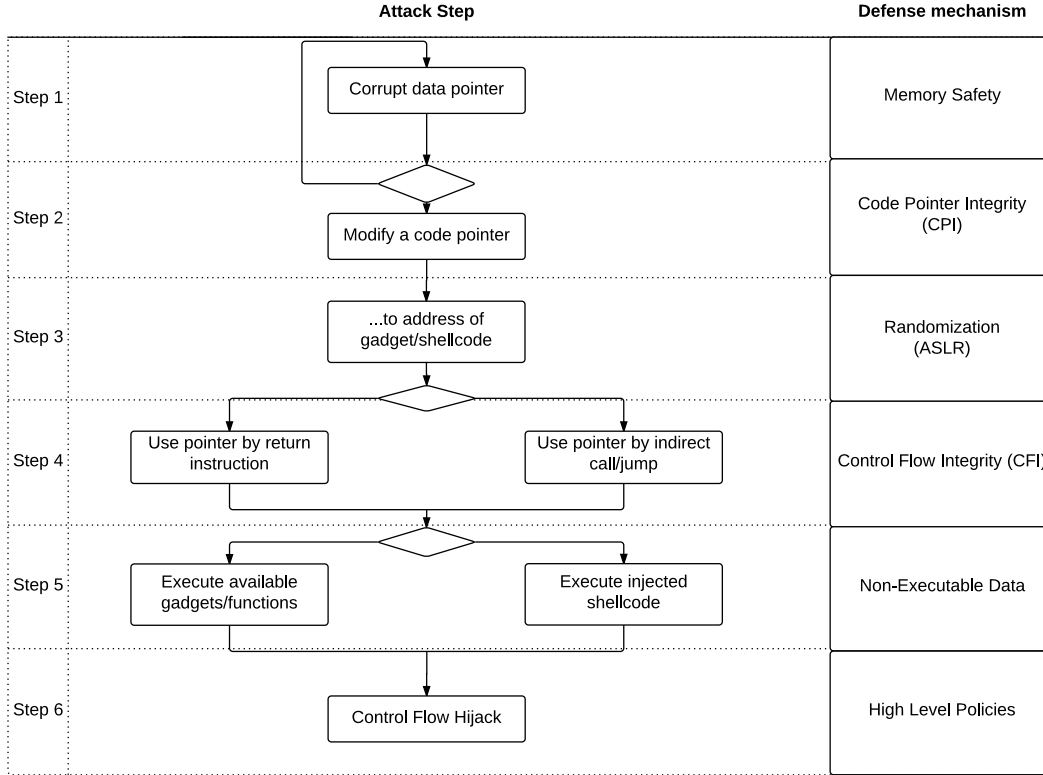 Attack Step
Defense mechanism
Step 1
Corrupt data pointer
Memory Safety
Step 2
Modify a code pointer
Code Pointer Integrity
(CPI)
Step 3
...to address of
gadget/shellcode
Randomization
(ASLR)
Step 4
Use pointer by return
instruction
Use pointer by indirect
call/jump
Control Flow Integrity (CFI)
Step 5
Execute available
gadgets/functions
Execute injected
shellcode
Non-Executable Data
Step 6
Control Flow Hijack
High Level Policies